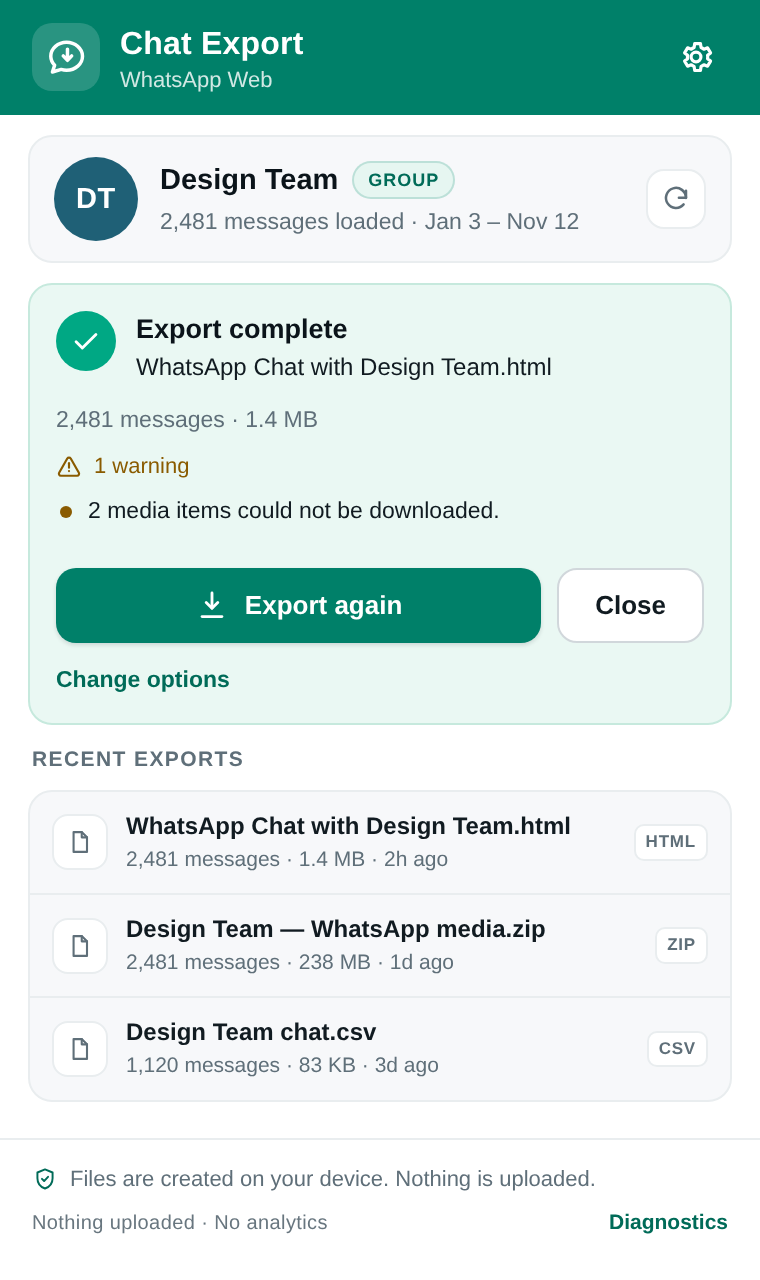 Chat Export
WhatsApp Web
DT
Design Team GROUP
2,481 messages loaded · Jan 3 – Nov 12
Export complete
WhatsApp Chat with Design Team.html
2,481 messages · 1.4 MB
1 warning
2 media items could not be downloaded.
Export again Close
Change options
RECENT EXPORTS
WhatsApp Chat with Design Team.html
2,481 messages · 1.4 MB · 2h ago
HTML
Design Team — WhatsApp media.zip
2,481 messages · 238 MB · 1d ago
ZIP
Design Team chat.csv
1,120 messages · 83 KB · 3d ago
CSV
Files are created on your device. Nothing is uploaded.
Nothing uploaded · No analytics Diagnostics